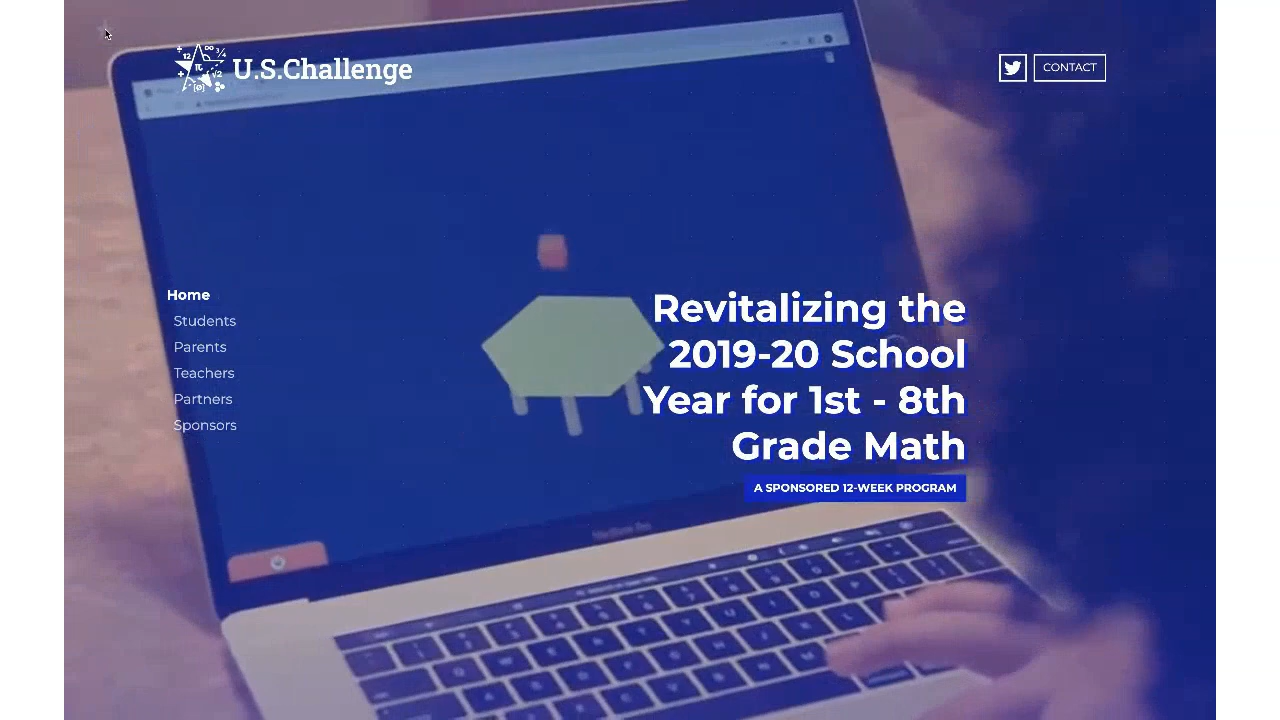 U.S.Challenge
CONTACT
Home
Students
Parents
Teachers
Partners
Sponsors
Revitalizing the
2019-20 School
Year for 1st - 8th
Grade Math
A SPONSORED 12-WEEK PROGRAM